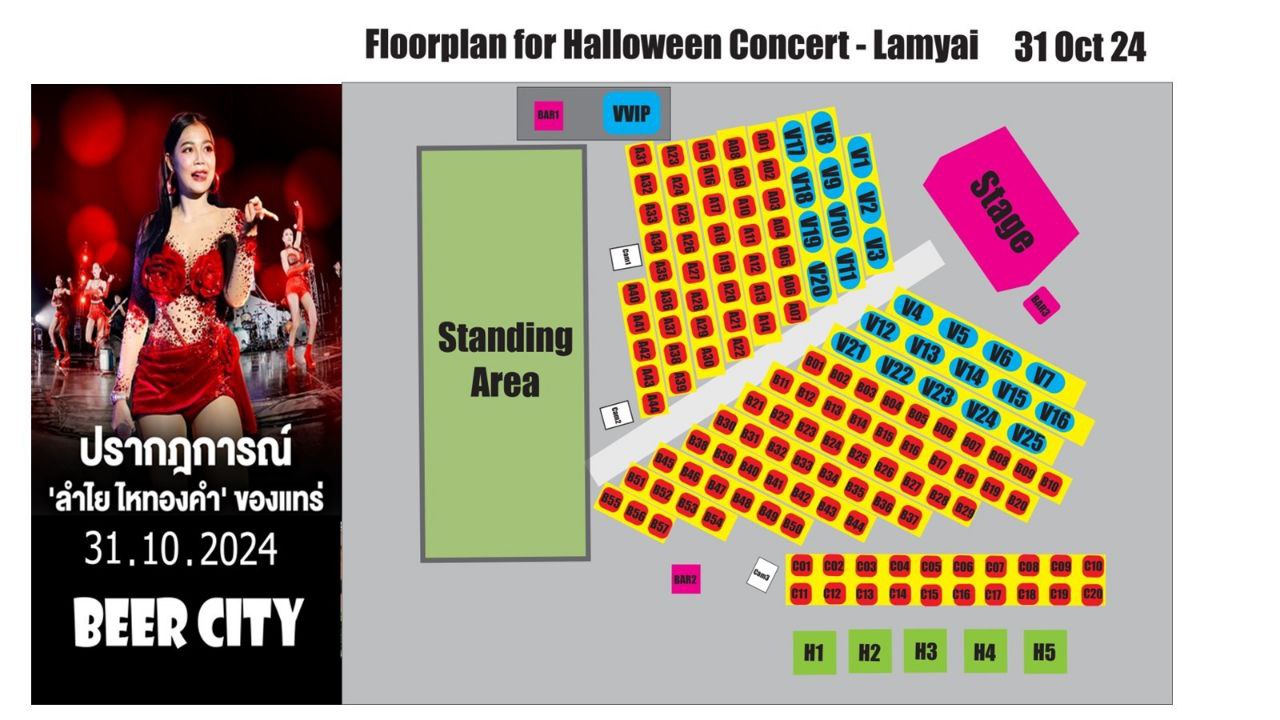 Floorplan for Halloween Concert - Lamyai 31 Oct 24
ปรากฏการณ์
'ลำไย ไหทองคำ' ของแทร่
31.10.2024
BEER CITY
BAR1
VVIP
Standing
Area
Cam1
Cam2
A31
A32
A33
A34
A35
A36
A37
A38
A39
A40
A41
A42
A43
A44
A23
A24
A25
A26
A27
A28
A29
A30
A15
A16
A17
A18
A19
A20
A21
A22
A08
A09
A10
A11
A12
A13
A14
A01
A02
A03
A04
A05
A06
A07
V17
V18
V19
V20
V8
V9
V10
V11
V1
V2
V3
Stage
BAR3
V4 V5 V6 V7
V12 V13 V14 V15 V16
V21 V22 V23 V24 V25
B01 B02 B03 B04 B05 B06 B07 B08 B09 B10
B11 B12 B13 B14 B15 B16 B17 B18 B19 B20
B21 B22 B23 B24 B25 B26 B27 B28 B29
B30 B31 B32 B33 B34 B35 B36 B37
B38 B39 B40 B41 B42 B43 B44
B45 B46 B47 B48 B49 B50
B51 B52 B53 B54
B55 B56 B57
BAR2
Cam3
C01 C02 C03 C04 C05 C06 C07 C08 C09 C10
C11 C12 C13 C14 C15 C16 C17 C18 C19 C20
H1 H2 H3 H4 H5